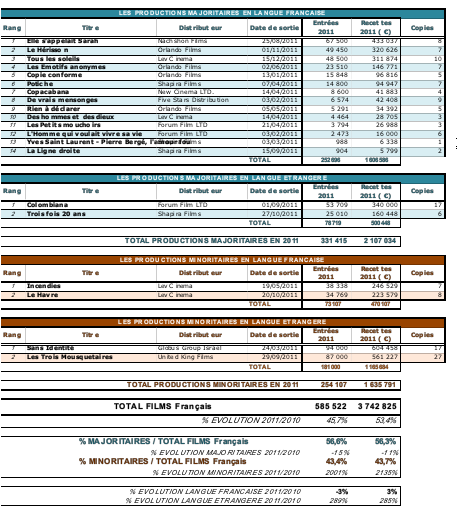 LES PRODUCTIONS MAJORITAIRES EN LANGUE FRANCAISE
Rang Titre Distributeur Date de sortie Entrées 2011 Recettes 2011 ( €) Copies
1 Elle s'appelait Sarah Nachshon Films 25/08/2011 67 500 433 037 8
2 Le Hérisson Orlando Films 01/11/2011 49 450 320 626 7
3 Tous les soleils Lev Cinema 15/12/2011 48 500 311 874 10
4 Les Emotifs anonymes Orlando Films 02/06/2011 23 510 146 771 7
5 Copie conforme Orlando Films 13/01/2011 15 848 96 816 5
6 Potiche Shapira Films 07/04/2011 14 800 94 947 7
7 Copacabana New Cinema LTD. 14/04/2011 8 600 41 883 4
8 De vrais mensonges Five Stars Distribution 03/02/2011 6 574 42 408 9
9 Rien à déclarer Orlando Films 05/05/2011 5 291 34 392 5
10 Des hommes et des dieux Lev Cinema 14/04/2011 4 464 28 705 3
11 Les Petits mouchoirs Forum Film LTD 21/04/2011 3 794 26 988 3
12 L'Homme qui voulait vivre sa vie Forum Film LTD 03/02/2011 2 473 16 000 6
13 Yves Saint Laurent - Pierre Bergé, l'amour fou 03/03/2011 988 6 338 1
14 La Ligne droite Shapira Films 15/09/2011 904 5 799 2
TOTAL 252 696 1 606 586
LES PRODUCTIONS MAJORITAIRES EN LANGUE ETRANGERE
Rang Titre Distributeur Date de sortie Entrées 2011 Recettes 2011 ( €) Copies
1 Colombiana Forum Film LTD 01/09/2011 53 709 340 000 17
2 Trois fois 20 ans Shapira Films 27/10/2011 25 010 160 448 6
TOTAL 78 719 500 448
TOTAL PRODUCTIONS MAJORITAIRES EN 2011 331 415 2 107 034
LES PRODUCTIONS MINORITAIRES EN LANGUE FRANCAISE
Rang Titre Distributeur Date de sortie Entrées 2011 Recettes 2011 ( €) Copies
1 Incendies Lev Cinema 19/05/2011 38 338 246 529 7
2 Le Havre Lev Cinema 20/10/2011 34 769 223 579 8
TOTAL 73 107 470 107
LES PRODUCTIONS MINORITAIRES EN LANGUE ETRANGERE
Rang Titre Distributeur Date de sortie Entrées 2011 Recettes 2011 ( €) Copies
1 Sans Identité Globus Group Israel 24/03/2011 94 000 604 458 17
2 Les Trois Mousquetaires United King Films 29/09/2011 87 000 561 227 27
TOTAL 181 000 1 165 684
TOTAL PRODUCTIONS MINORITAIRES EN 2011 254 107 1 635 791
TOTAL FILMS Français 585 522 3 742 825
% EVOLUTION 2011/2010 45,7% 53,4%
% MAJORITAIRES / TOTAL FILMS Français 56,6% 56,3%
% EVOLUTION MAJORITAIRES 2011/2010 -15% -11%
% MINORITAIRES / TOTAL FILMS Français 43,4% 43,7%
% EVOLUTION MINORITAIRES 2011/2010 2001% 2135%
% EVOLUTION LANGUE FRANCAISE 2011/2010 -3% 3%
% EVOLUTION LANGUE ETRANGERE 2011/2010 289% 285%